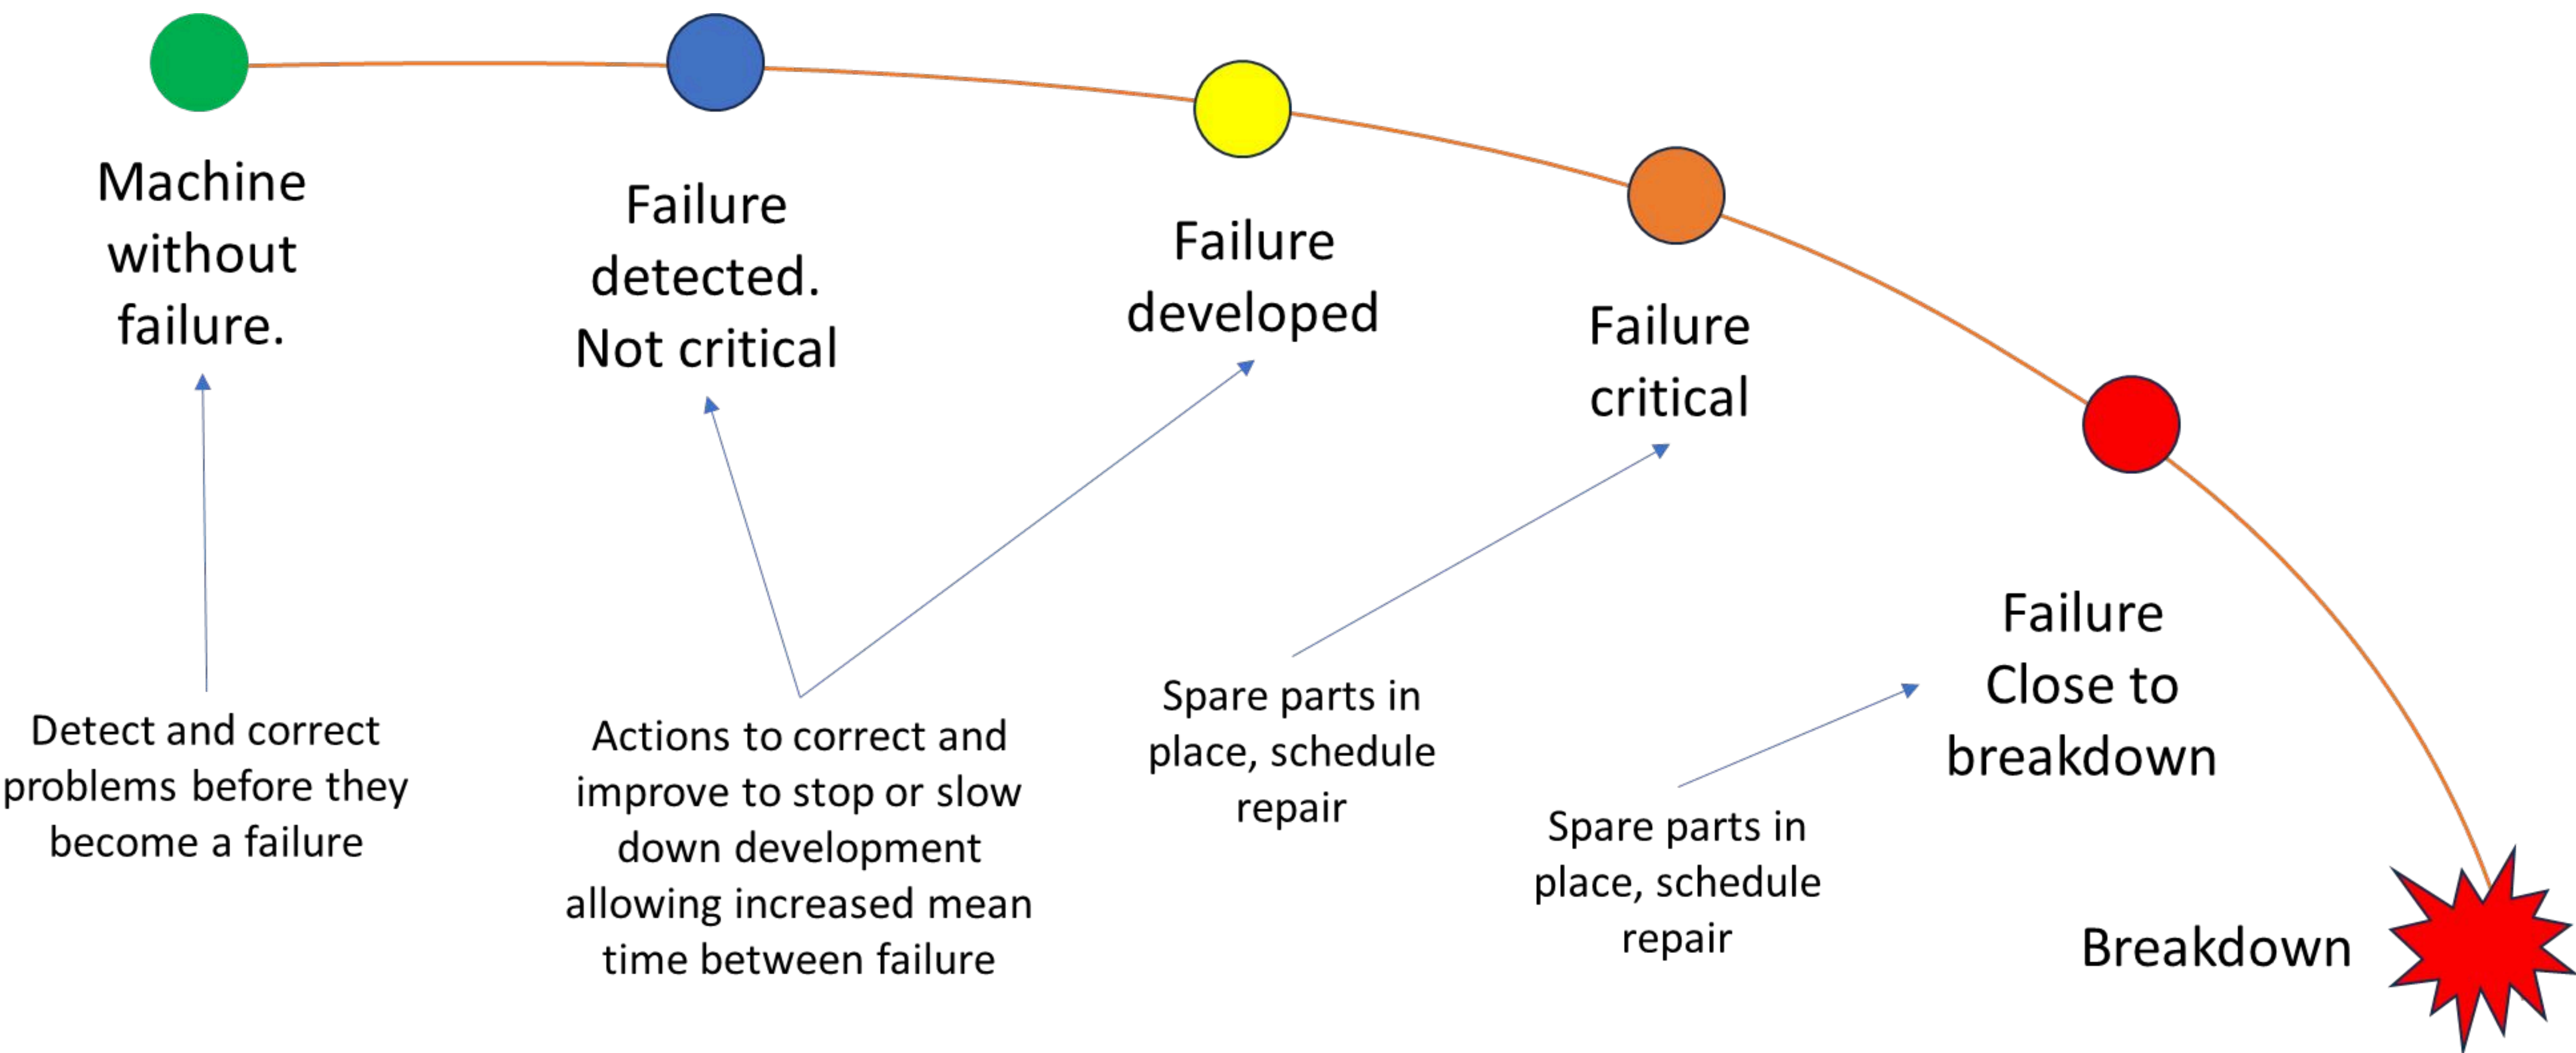 Machine
without
failure.
Failure
detected.
Not critical
Failure
developed
Failure
critical
Failure
Close to
breakdown
Breakdown
Detect and correct
problems before they
become a failure
Actions to correct and
improve to stop or slow
down development
allowing increased mean
time between failure
Spare parts in
place, schedule
repair
Spare parts in
place, schedule
repair